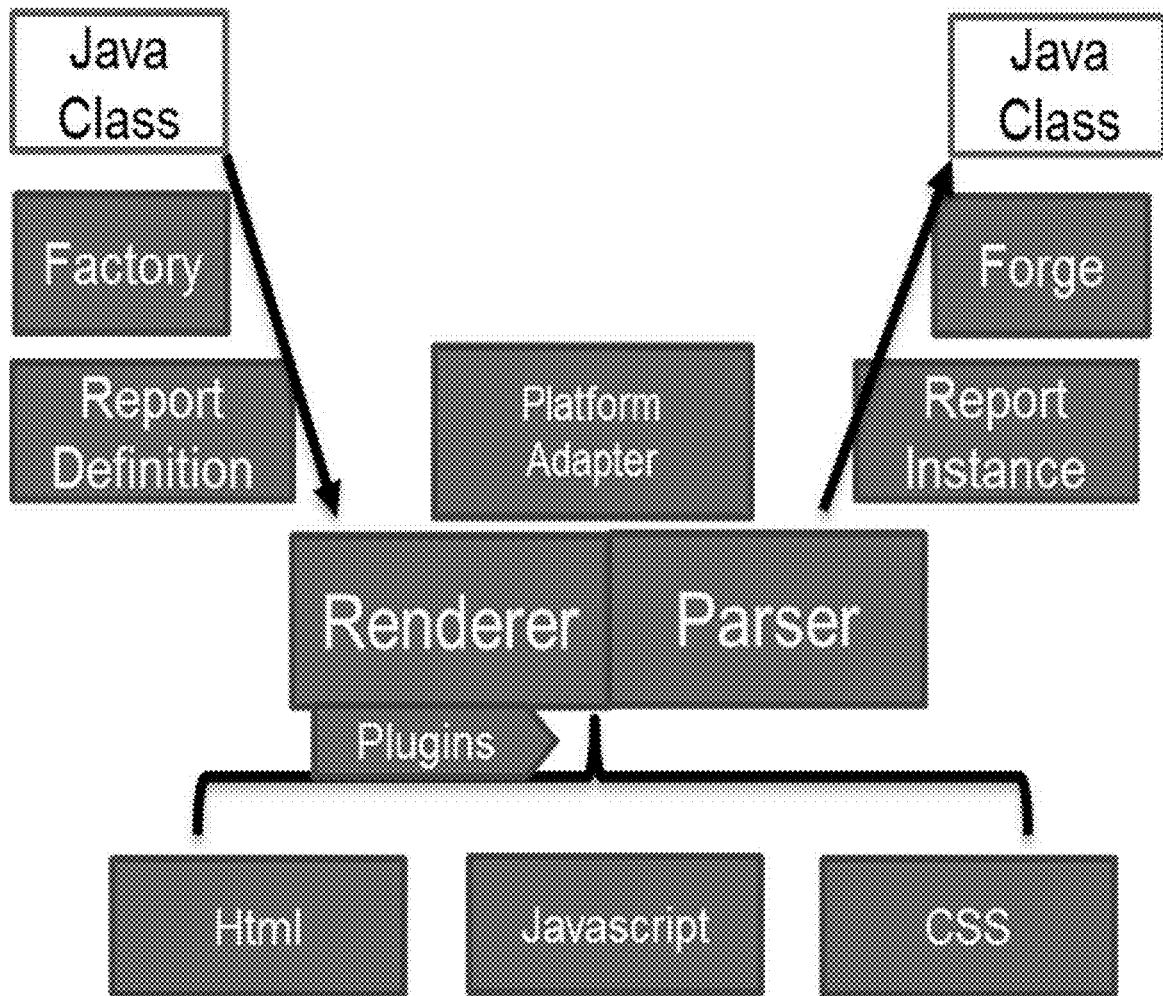 Java
Class
Java
Class
Factory
Forge
Report
Definition
Platform
Adapter
Report
Instance
Renderer
Parser
Plugins
Html
Javascript
CSS